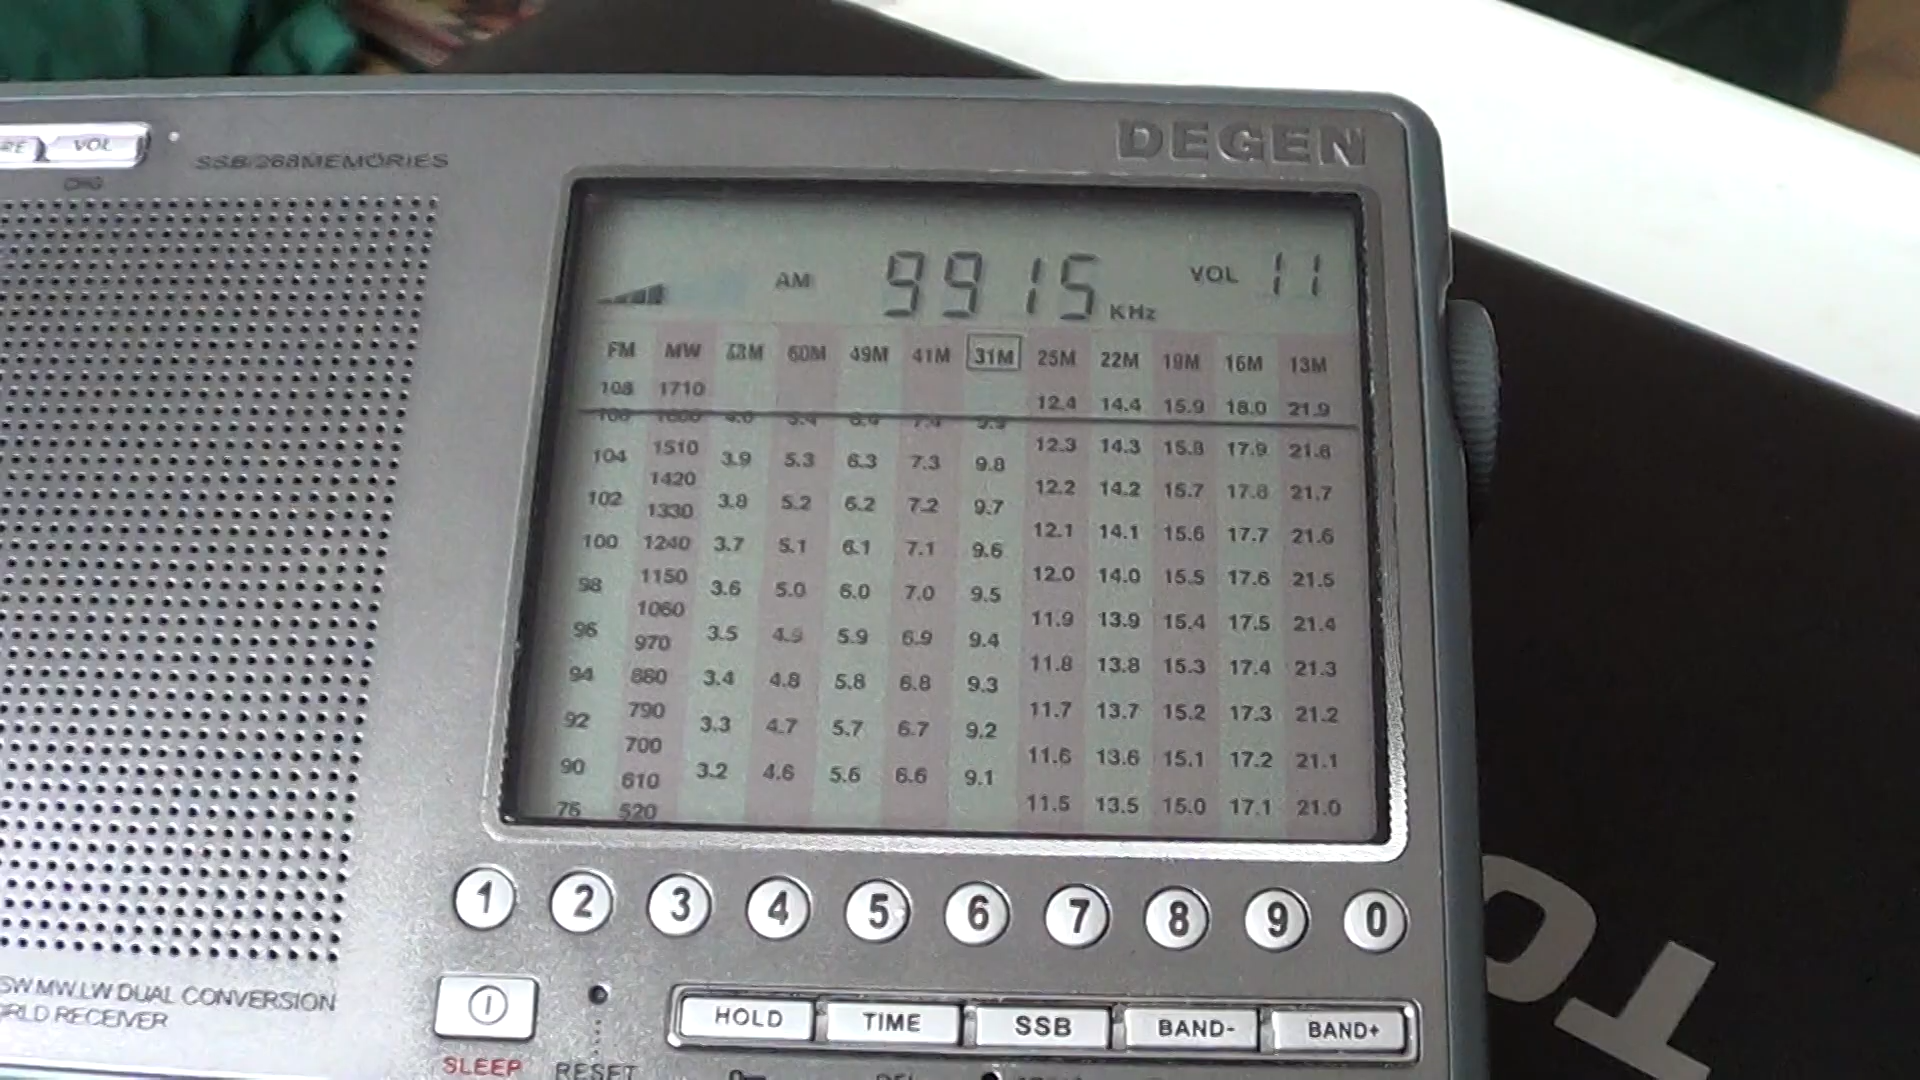 VOL
SSB/268MEMORIES
DEGEN
AM 9915 KHz VOL 11
FM MW 60M 49M 41M 31M 25M 22M 19M 16M 13M
108 1710
12.4 14.4 15.9 18.0 21.9
104 1510 3.9 5.3 6.3 7.3 9.8 12.3 14.3 15.8 17.9 21.8
1420
102 1330 3.8 5.2 6.2 7.2 9.7 12.2 14.2 15.7 17.8 21.7
100 1240 3.7 5.1 6.1 7.1 9.6 12.1 14.1 15.6 17.7 21.6
98 1150 3.6 5.0 6.0 7.0 9.5 12.0 14.0 15.5 17.6 21.5
1060
96 970 3.5 4.9 5.9 6.9 9.4 11.9 13.9 15.4 17.5 21.4
94 880 3.4 4.8 5.8 6.8 9.3 11.8 13.8 15.3 17.4 21.3
92 790 3.3 4.7 5.7 6.7 9.2 11.7 13.7 15.2 17.3 21.2
700
90 610 3.2 4.6 5.6 6.6 9.1 11.6 13.6 15.1 17.2 21.1
76 520 11.5 13.5 15.0 17.1 21.0
1 2 3 4 5 6 7 8 9 0
SW.MW.LW DUAL CONVERSION
RECEIVER
HOLD TIME SSB BAND- BAND+
SLEEP RESET
TO